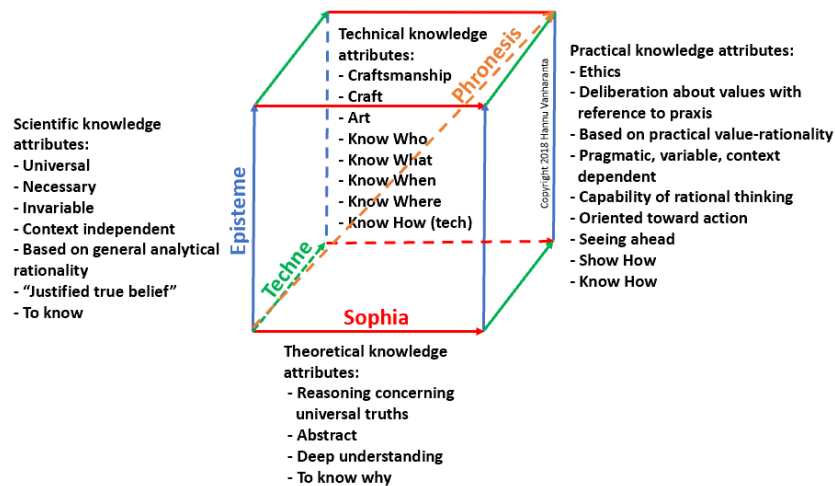 Technical knowledge
attributes:
- Craftsmanship
- Craft
- Art
- Know Who
- Know What
- Know When
- Know Where
- Know How (tech)
Phronesis
Copyright 2018 Hannu Vanharanta
Practical knowledge attributes:
- Ethics
- Deliberation about values with
reference to praxis
- Based on practical value-rationality
- Pragmatic, variable, context
dependent
- Capability of rational thinking
- Oriented toward action
- Seeing ahead
- Show How
- Know How
Scientific knowledge
attributes:
- Universal
- Necessary
- Invariable
- Context independent
- Based on general analytical
rationality
- “Justified true belief”
- To know
Episteme
Techne
Sophia
Theoretical knowledge
attributes:
- Reasoning concerning
universal truths
- Abstract
- Deep understanding
- To know why